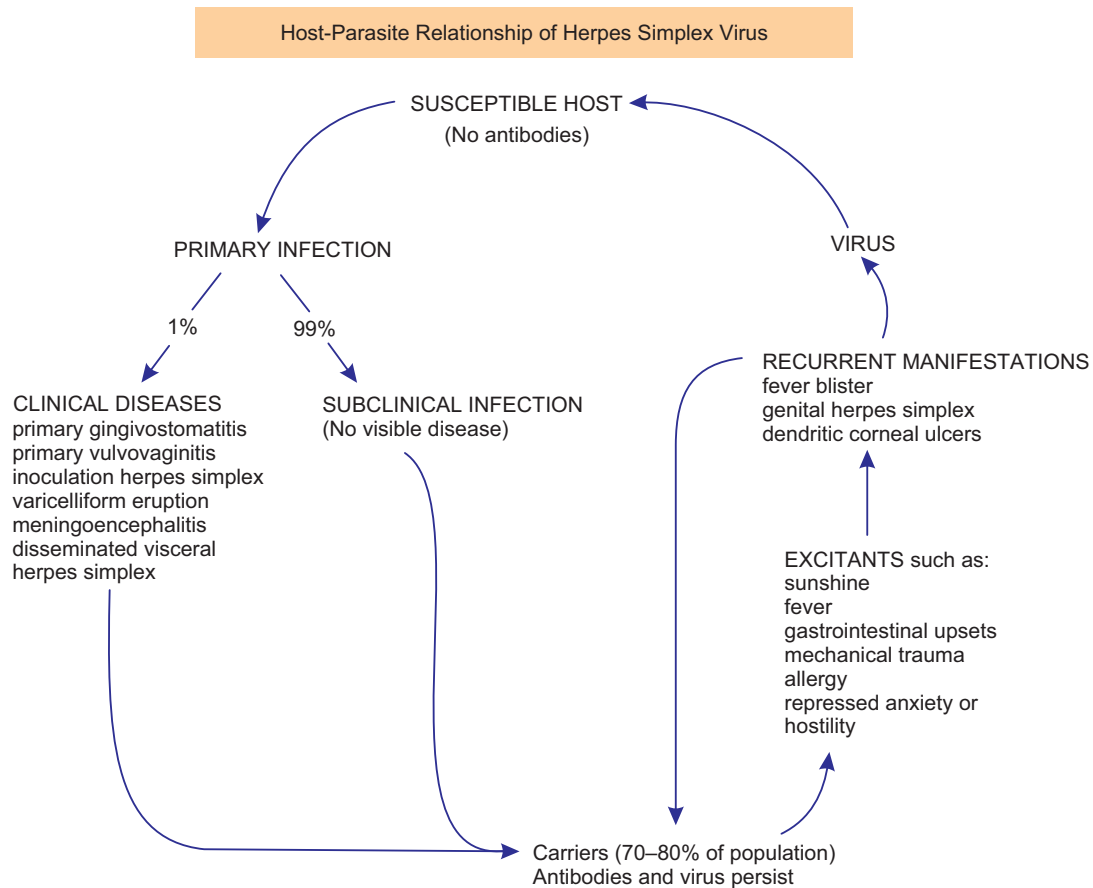 Host-Parasite Relationship of Herpes Simplex Virus
SUSCEPTIBLE HOST
(No antibodies)
PRIMARY INFECTION
VIRUS
1%
99%
CLINICAL DISEASES
primary gingivostomatitis
primary vulvovaginitis
inoculation herpes simplex
varicelliform eruption
meningoencephalitis
disseminated visceral
herpes simplex
SUBCLINICAL INFECTION
(No visible disease)
RECURRENT MANIFESTATIONS
fever blister
genital herpes simplex
dendritic corneal ulcers
EXCITANTS such as:
sunshine
fever
gastrointestinal upsets
mechanical trauma
allergy
repressed anxiety or
hostility
Carriers (70–80% of population)
Antibodies and virus persist